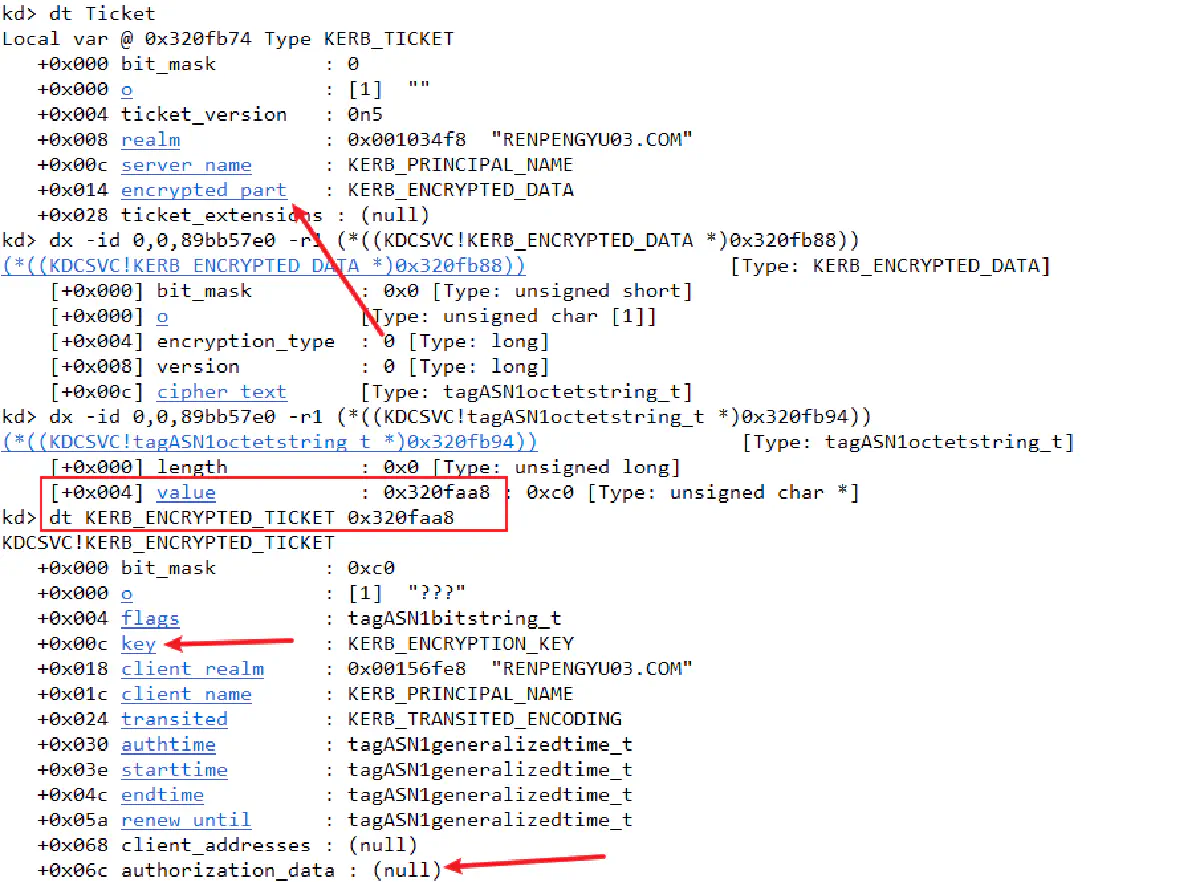 kd> dt Ticket
Local var @ 0x320fb74 Type KERB_TICKET
   +0x000 bit_mask         : 0
   +0x000 o                : [1]  ""
   +0x004 ticket_version   : 0n5
   +0x008 realm            : 0x001034f8  "RENPENGYU03.COM"
   +0x00c server_name      : KERB_PRINCIPAL_NAME
   +0x014 encrypted_part   : KERB_ENCRYPTED_DATA
   +0x028 ticket_extensions : (null)
kd> dx -id 0,0,89bb57e0 -r1 (*((KDCSVC!KERB_ENCRYPTED_DATA *)0x320fb88))
(*((KDCSVC!KERB_ENCRYPTED_DATA *)0x320fb88))                 [Type: KERB_ENCRYPTED_DATA]
    [+0x000] bit_mask         : 0x0 [Type: unsigned short]
    [+0x000] o                [Type: unsigned char [1]]
    [+0x004] encryption_type  : 0 [Type: long]
    [+0x008] version          : 0 [Type: long]
    [+0x00c] cipher_text      [Type: tagASN1octetstring_t]
kd> dx -id 0,0,89bb57e0 -r1 (*((KDCSVC!tagASN1octetstring_t *)0x320fb94))
(*((KDCSVC!tagASN1octetstring_t *)0x320fb94))                 [Type: tagASN1octetstring_t]
    [+0x000] length           : 0x0 [Type: unsigned long]
    [+0x004] value            : 0x320faa8 : 0xc0 [Type: unsigned char *]
kd> dt KERB_ENCRYPTED_TICKET 0x320faa8
KDCSVC!KERB_ENCRYPTED_TICKET
   +0x000 bit_mask         : 0xc0
   +0x000 o                : [1]  "???"
   +0x004 flags            : tagASN1bitstring_t
   +0x00c key              : KERB_ENCRYPTION_KEY
   +0x018 client_realm     : 0x00156fe8  "RENPENGYU03.COM"
   +0x01c client_name      : KERB_PRINCIPAL_NAME
   +0x024 transited        : KERB_TRANSITED_ENCODING
   +0x030 authtime         : tagASN1generalizedtime_t
   +0x03e starttime        : tagASN1generalizedtime_t
   +0x04c endtime          : tagASN1generalizedtime_t
   +0x05a renew_until      : tagASN1generalizedtime_t
   +0x068 client_addresses : (null)
   +0x06c authorization_data : (null)